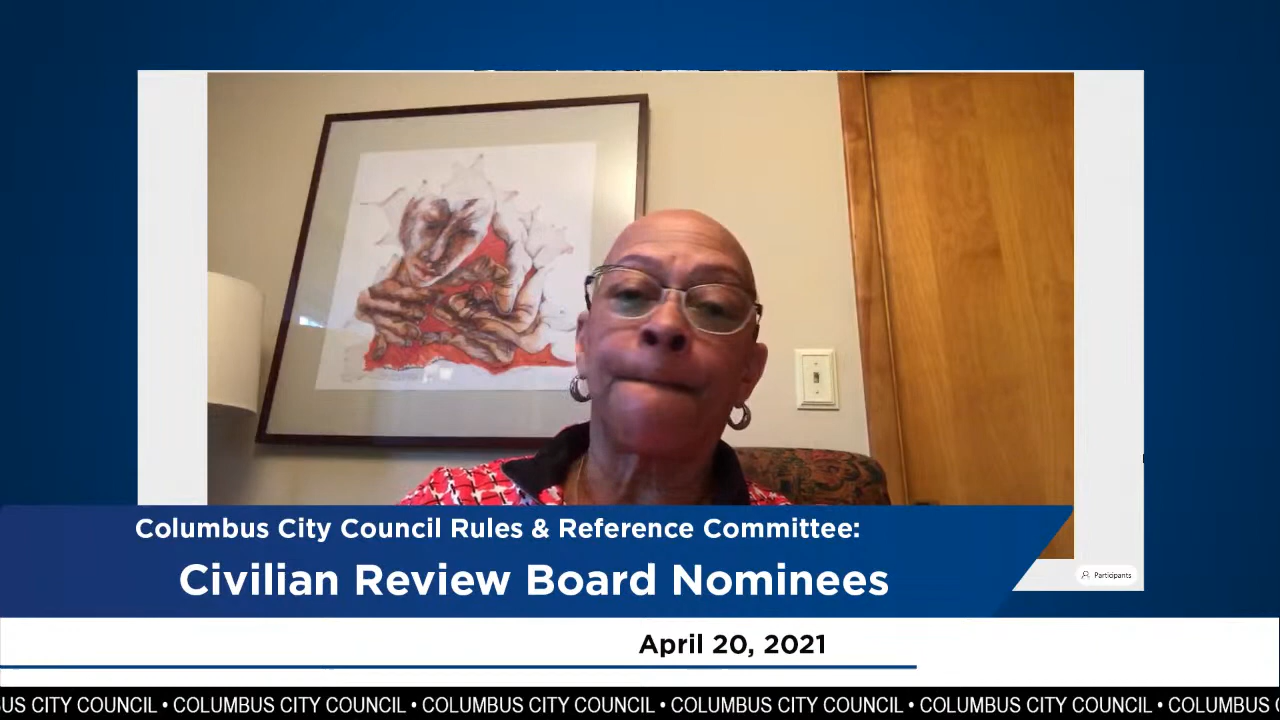 Participants
Columbus City Council Rules & Reference Committee:
Civilian Review Board Nominees
April 20, 2021
US CITY COUNCIL • COLUMBUS CITY COUNCIL • COLUMBUS CITY COUNCIL • COLUMBUS CITY COUNCIL • COLUMBUS CITY COUNCIL • COLUMBUS C